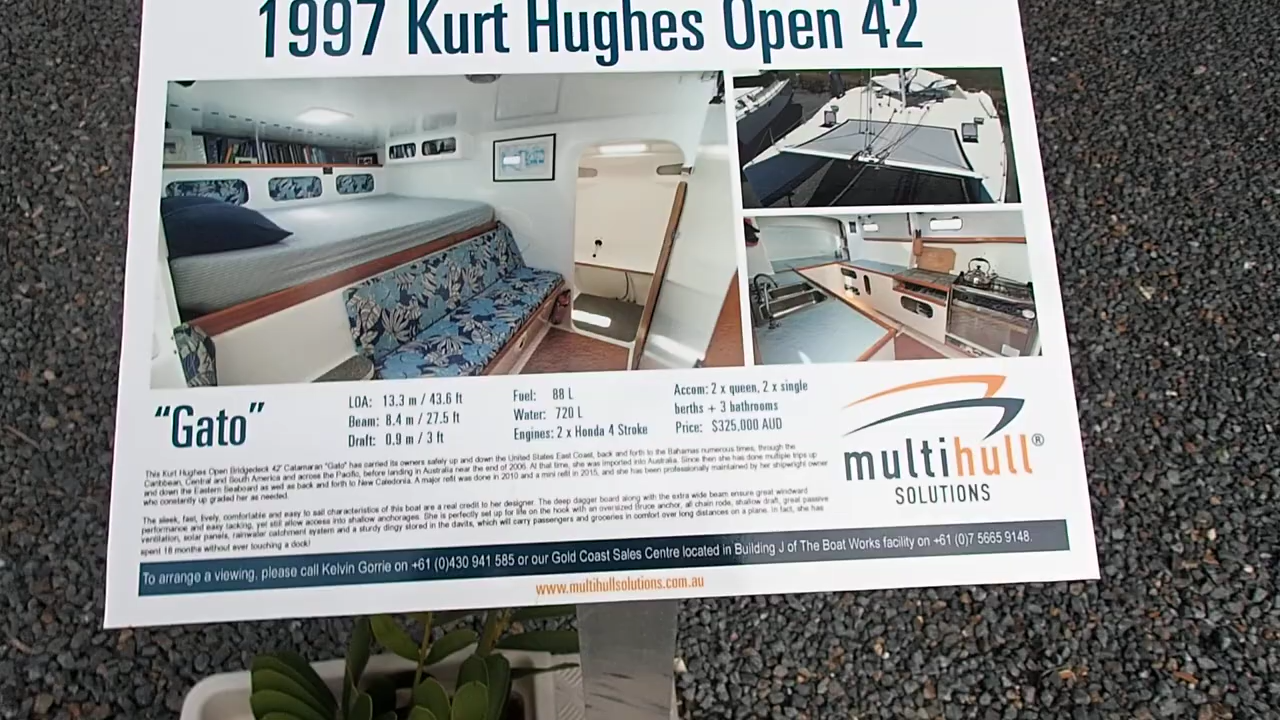 1997 Kurt Hughes Open 42
"Gato"
LOA: 13.3 m / 43.6 ft
Beam: 8.4 m / 27.5 ft
Draft: 0.9 m / 3 ft
Fuel: 88 L
Water: 720 L
Engines: 2 x Honda 4 Stroke
Accom: 2 x queen, 2 x single
berths + 3 bathrooms
Price: $325,000 AUD
multihull®
SOLUTIONS
This Kurt Hughes Open Bridgedeck 42' Catamaran "Gato" has carried its owners safely up and down the United States East Coast, back and forth to the Bahamas numerous times, through the
Caribbean, Central and South America and across the Pacific, before landing in Australia near the end of 2006. At that time, she was imported into Australia. Since then she has done multiple trips up
and down the Eastern Seaboard as well as back and forth to New Caledonia. A major refit was done in 2010 and a mini refit in 2015, and she has been professionally maintained by her shipwright owner
who constantly up graded her as needed.
The sleek, fast, lively, comfortable and easy to sail characteristics of this boat are a real credit to her designer. The deep dagger board along with the extra wide beam ensure great windward
performance and easy tacking, yet still allow access into shallow anchorages. She is perfectly set up for life on the hook with an oversized Bruce anchor, all chain rode, shallow draft, great passive
ventilation, solar panels, rainwater catchment system and a sturdy dingy stored in the davits, which will carry passengers and groceries in comfort over long distances on a plane. In fact, she has
spent 18 months without ever touching a dock!
To arrange a viewing, please call Kelvin Gorrie on +61 (0)430 941 585 or our Gold Coast Sales Centre located in Building J of The Boat Works facility on +61 (0)7 5665 9148.
www.multihullsolutions.com.au